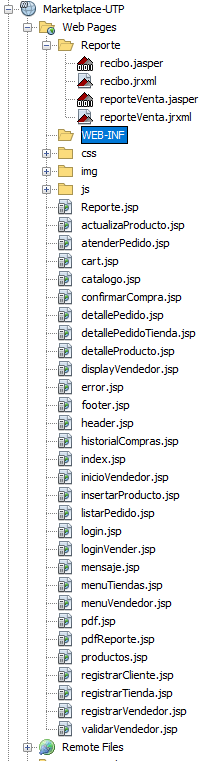 Marketplace-UTP
Web Pages
Reporte
recibo.jasper
recibo.jrxml
reporteVenta.jasper
reporteVenta.jrxml
WEB-INF
css
img
js
Reporte.jsp
actualizaProducto.jsp
atenderPedido.jsp
cart.jsp
catalogo.jsp
confirmarCompra.jsp
detallePedido.jsp
detallePedidoTienda.jsp
detalleProducto.jsp
displayVendedor.jsp
error.jsp
footer.jsp
header.jsp
historialCompras.jsp
index.jsp
inicioVendedor.jsp
insertarProducto.jsp
listarPedido.jsp
login.jsp
loginVender.jsp
mensaje.jsp
menuTiendas.jsp
menuVendedor.jsp
pdf.jsp
pdfReporte.jsp
productos.jsp
registrarCliente.jsp
registrarTienda.jsp
registrarVendedor.jsp
validarVendedor.jsp
Remote Files